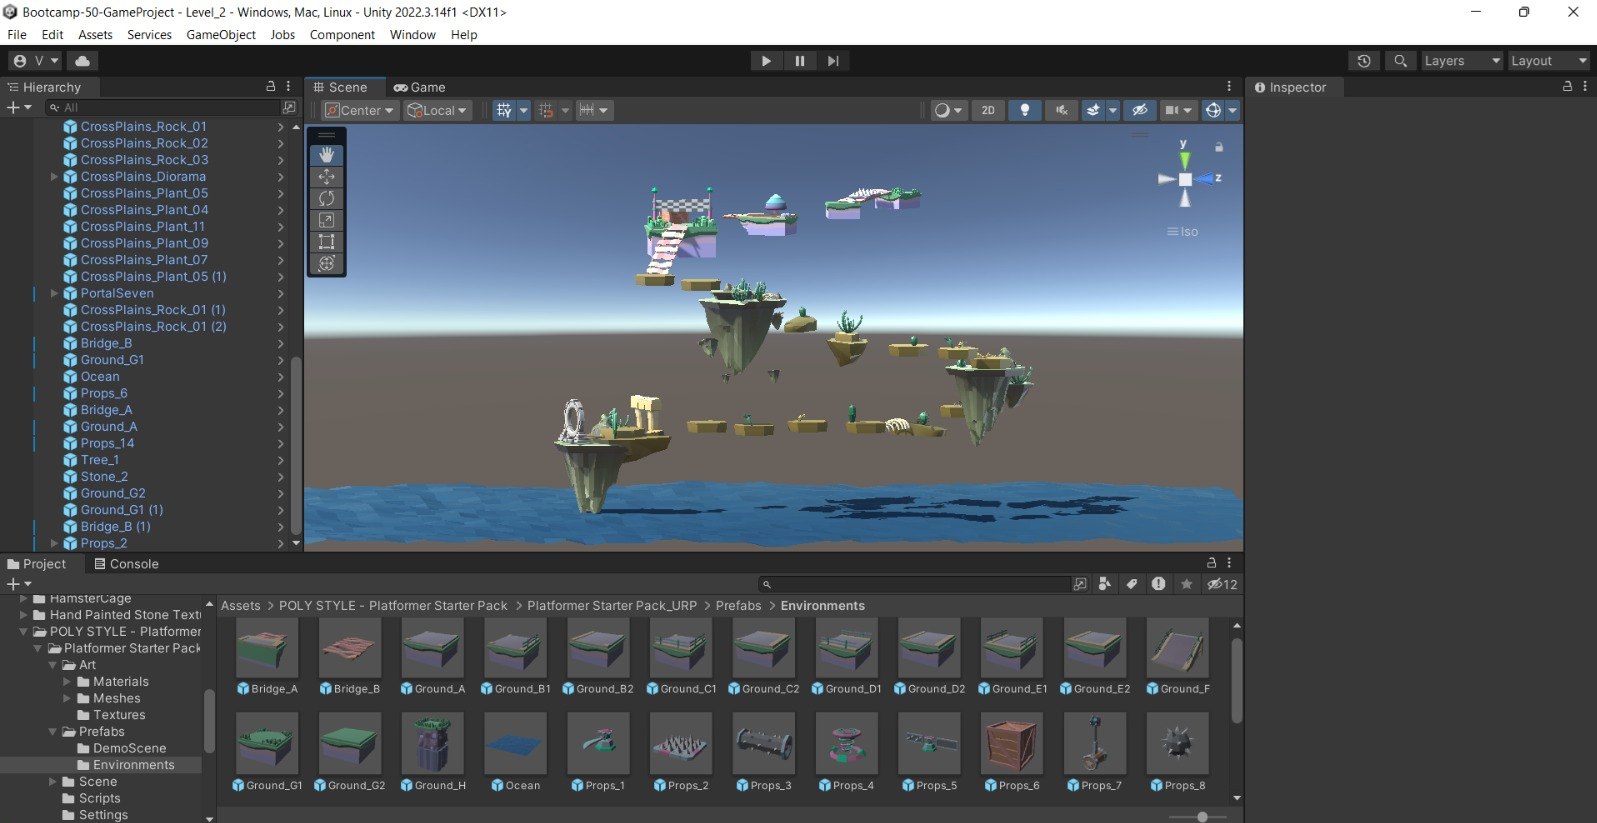 Bootcamp-50-GameProject - Level_2 - Windows, Mac, Linux - Unity 2022.3.14f1 <DX11>
File Edit Assets Services GameObject Jobs Component Window Help
V Layers Layout
Hierarchy Scene Game Inspector
All Center Local 2D
CrossPlains_Rock_01
CrossPlains_Rock_02
CrossPlains_Rock_03
CrossPlains_Diorama
CrossPlains_Plant_05
CrossPlains_Plant_04
CrossPlains_Plant_11
CrossPlains_Plant_09
CrossPlains_Plant_07
CrossPlains_Plant_05 (1)
PortalSeven
CrossPlains_Rock_01 (1)
CrossPlains_Rock_01 (2)
Bridge_B
Ground_G1
Ocean
Props_6
Bridge_A
Ground_A
Props_14
Tree_1
Stone_2
Ground_G2
Ground_G1 (1)
Bridge_B (1)
Props_2
y
z
Iso
Project Console
12
HamsterCage
Hand Painted Stone Text
POLY STYLE - Platformer
Platformer Starter Pack
Art
Materials
Meshes
Textures
Prefabs
DemoScene
Environments
Scene
Scripts
Settings
Assets > POLY STYLE - Platformer Starter Pack > Platformer Starter Pack_URP > Prefabs > Environments
Bridge_A Bridge_B Ground_A Ground_B1 Ground_B2 Ground_C1 Ground_C2 Ground_D1 Ground_D2 Ground_E1 Ground_E2 Ground_F
Ground_G1 Ground_G2 Ground_H Ocean Props_1 Props_2 Props_3 Props_4 Props_5 Props_6 Props_7 Props_8